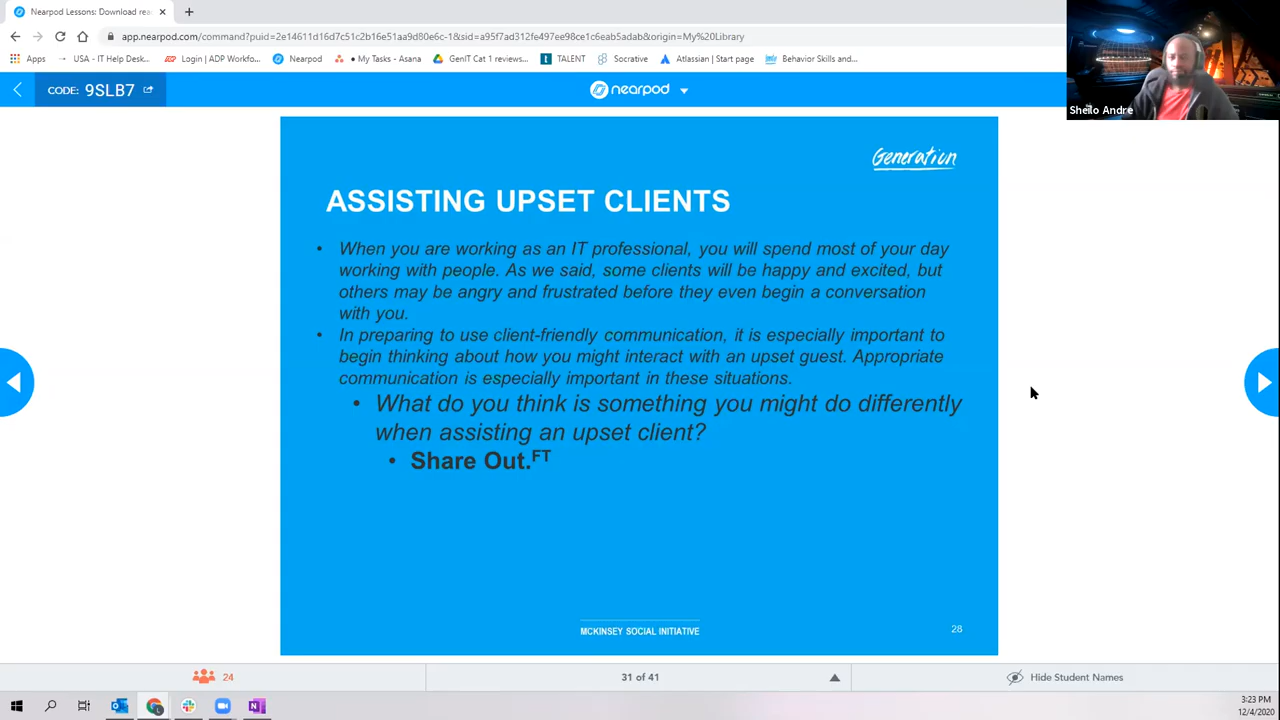 Nearpod Lessons: Download rea
app.nearpod.com/command?puid=2e14611d16d7c51c2b16e51aa9d80e6c-1&sid=a95f7ad312fe497ee98ce1c6eab5adab&origin=My%20Library
Apps USA - IT Help Desk... Login | ADP Workfo... Nearpod • My Tasks - Asana GenIT Cat 1 reviews... TALENT Socrative Atlassian | Start page Behavior Skills and...
Sheilo Andre
CODE: 9SLB7 nearpod
Generation
ASSISTING UPSET CLIENTS
• When you are working as an IT professional, you will spend most of your day
working with people. As we said, some clients will be happy and excited, but
others may be angry and frustrated before they even begin a conversation
with you.
• In preparing to use client-friendly communication, it is especially important to
begin thinking about how you might interact with an upset guest. Appropriate
communication is especially important in these situations.
• What do you think is something you might do differently
when assisting an upset client?
• Share Out.FT
MCKINSEY SOCIAL INITIATIVE 28
24 31 of 41 Hide Student Names
3:23 PM
12/4/2020